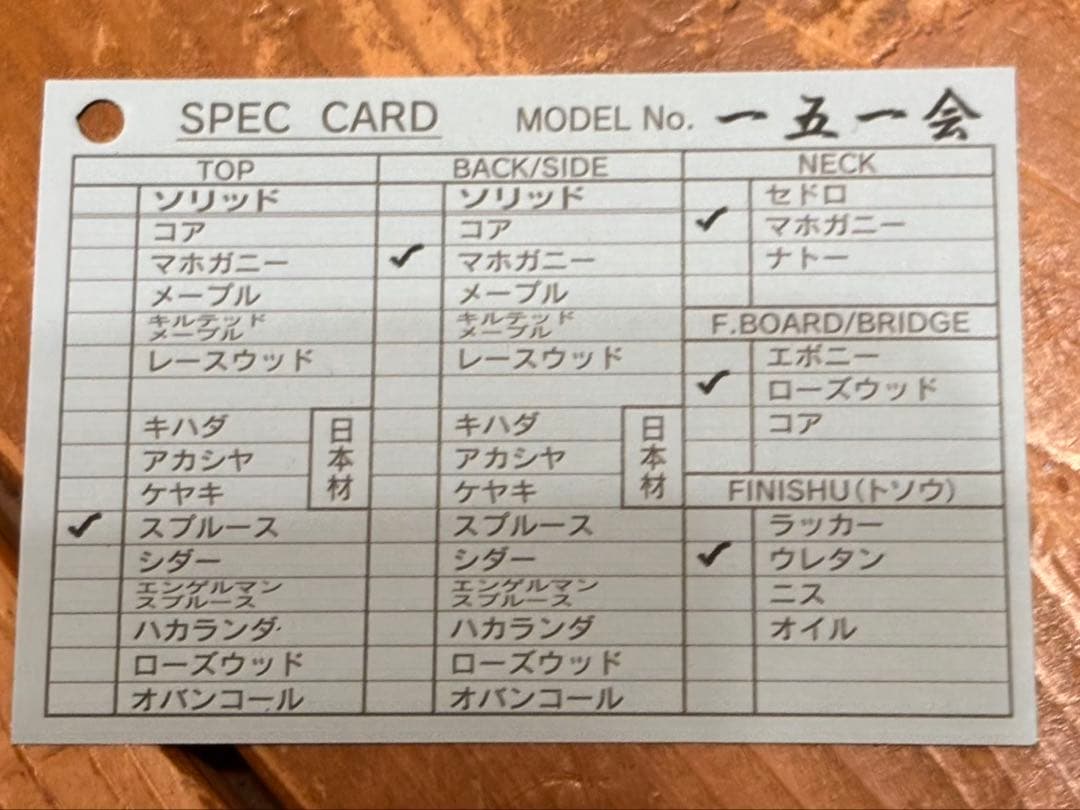 SPEC CARD MODEL No. 一五一会
TOP BACK/SIDE NECK
ソリッド ソリッド セドロ
コア コア ✓ マホガニー
マホガニー ✓ マホガニー ナトー
メープル メープル
キルテッド キルテッド
メープル メープル
F.BOARD/BRIDGE
レースウッド レースウッド エボニー
✓ ローズウッド
キハダ キハダ コア
アカシヤ アカシヤ
ケヤキ ケヤキ
日本材 日本材
FINISHU(トソウ)
✓ スプルース スプルース ラッカー
シダー シダー ✓ ウレタン
エンゲルマン エンゲルマン
スプルース スプルース
ニス
ハカランダ ハカランダ オイル
ローズウッド ローズウッド
オバンコール オバンコール